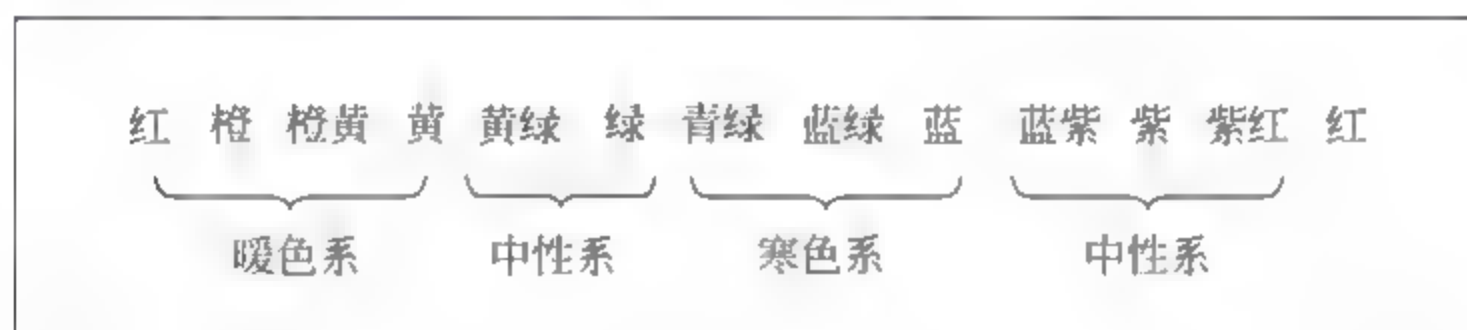 红 橙 橙黄 黄 黄绿 绿 青绿 蓝绿 蓝 蓝紫 紫 紫红 红
暖色系 中性系 寒色系 中性系